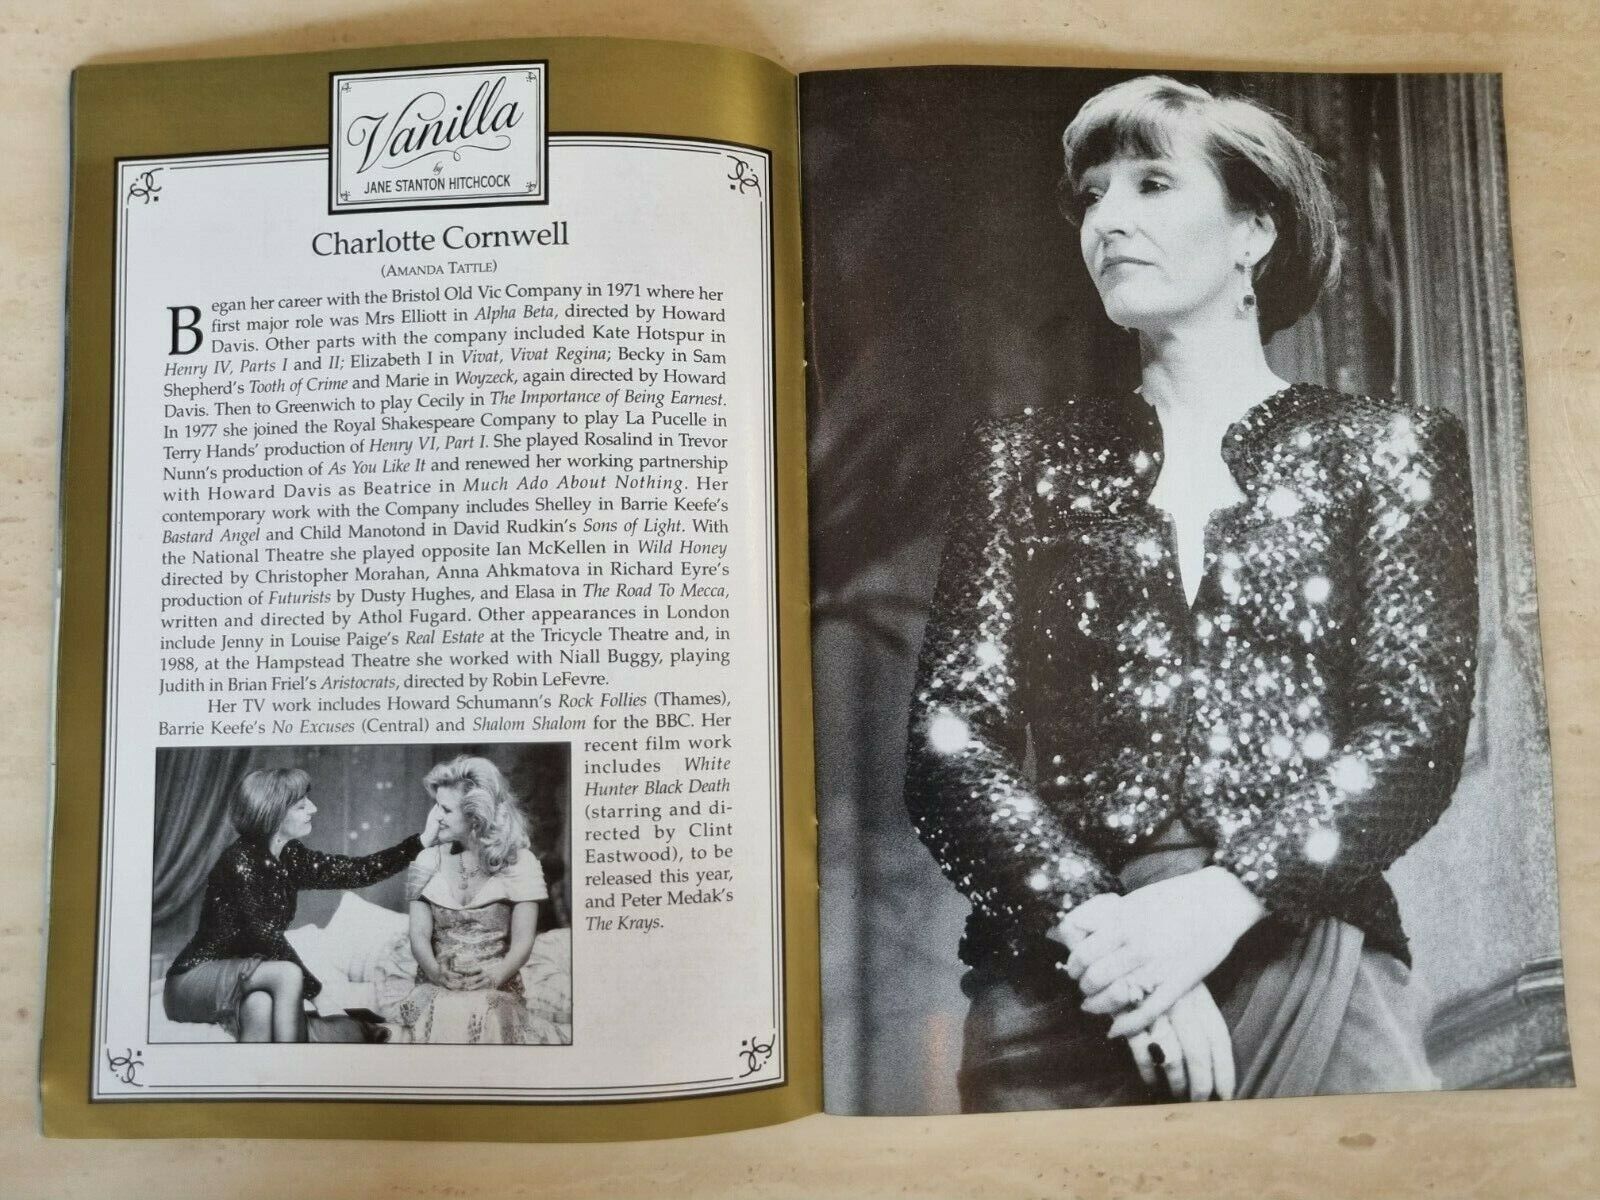 Vanilla
by
JANE STANTON HITCHCOCK
Charlotte Cornwell
(AMANDA TATTLE)
Began her career with the Bristol Old Vic Company in 1971 where her
first major role was Mrs Elliott in Alpha Beta, directed by Howard
Davis. Other parts with the company included Kate Hotspur in
Henry IV, Parts I and II; Elizabeth I in Vivat, Vivat Regina; Becky in Sam
Shepherd's Tooth of Crime and Marie in Woyzeck, again directed by Howard
Davis. Then to Greenwich to play Cecily in The Importance of Being Earnest.
In 1977 she joined the Royal Shakespeare Company to play La Pucelle in
Terry Hands' production of Henry VI, Part I. She played Rosalind in Trevor
Nunn's production of As You Like It and renewed her working partnership
with Howard Davis as Beatrice in Much Ado About Nothing. Her
contemporary work with the Company includes Shelley in Barrie Keefe's
Bastard Angel and Child Manotond in David Rudkin's Sons of Light. With
the National Theatre she played opposite Ian McKellen in Wild Honey
directed by Christopher Morahan, Anna Ahkmatova in Richard Eyre's
production of Futurists by Dusty Hughes, and Elasa in The Road To Mecca,
written and directed by Athol Fugard. Other appearances in London
include Jenny in Louise Paige's Real Estate at the Tricycle Theatre and, in
1988, at the Hampstead Theatre she worked with Niall Buggy, playing
Judith in Brian Friel's Aristocrats, directed by Robin LeFevre.
Her TV work includes Howard Schumann's Rock Follies (Thames),
Barrie Keefe's No Excuses (Central) and Shalom Shalom for the BBC. Her
recent film work
includes White
Hunter Black Death
(starring and di-
rected by Clint
Eastwood), to be
released this year,
and Peter Medak's
The Krays.